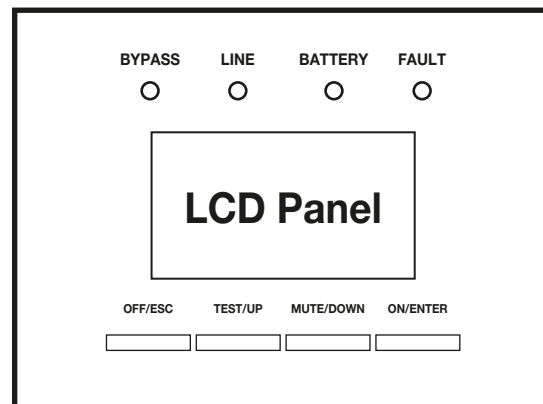 BYPASS LINE BATTERY FAULT
LCD Panel
OFF/ESC TEST/UP MUTE/DOWN ON/ENTER